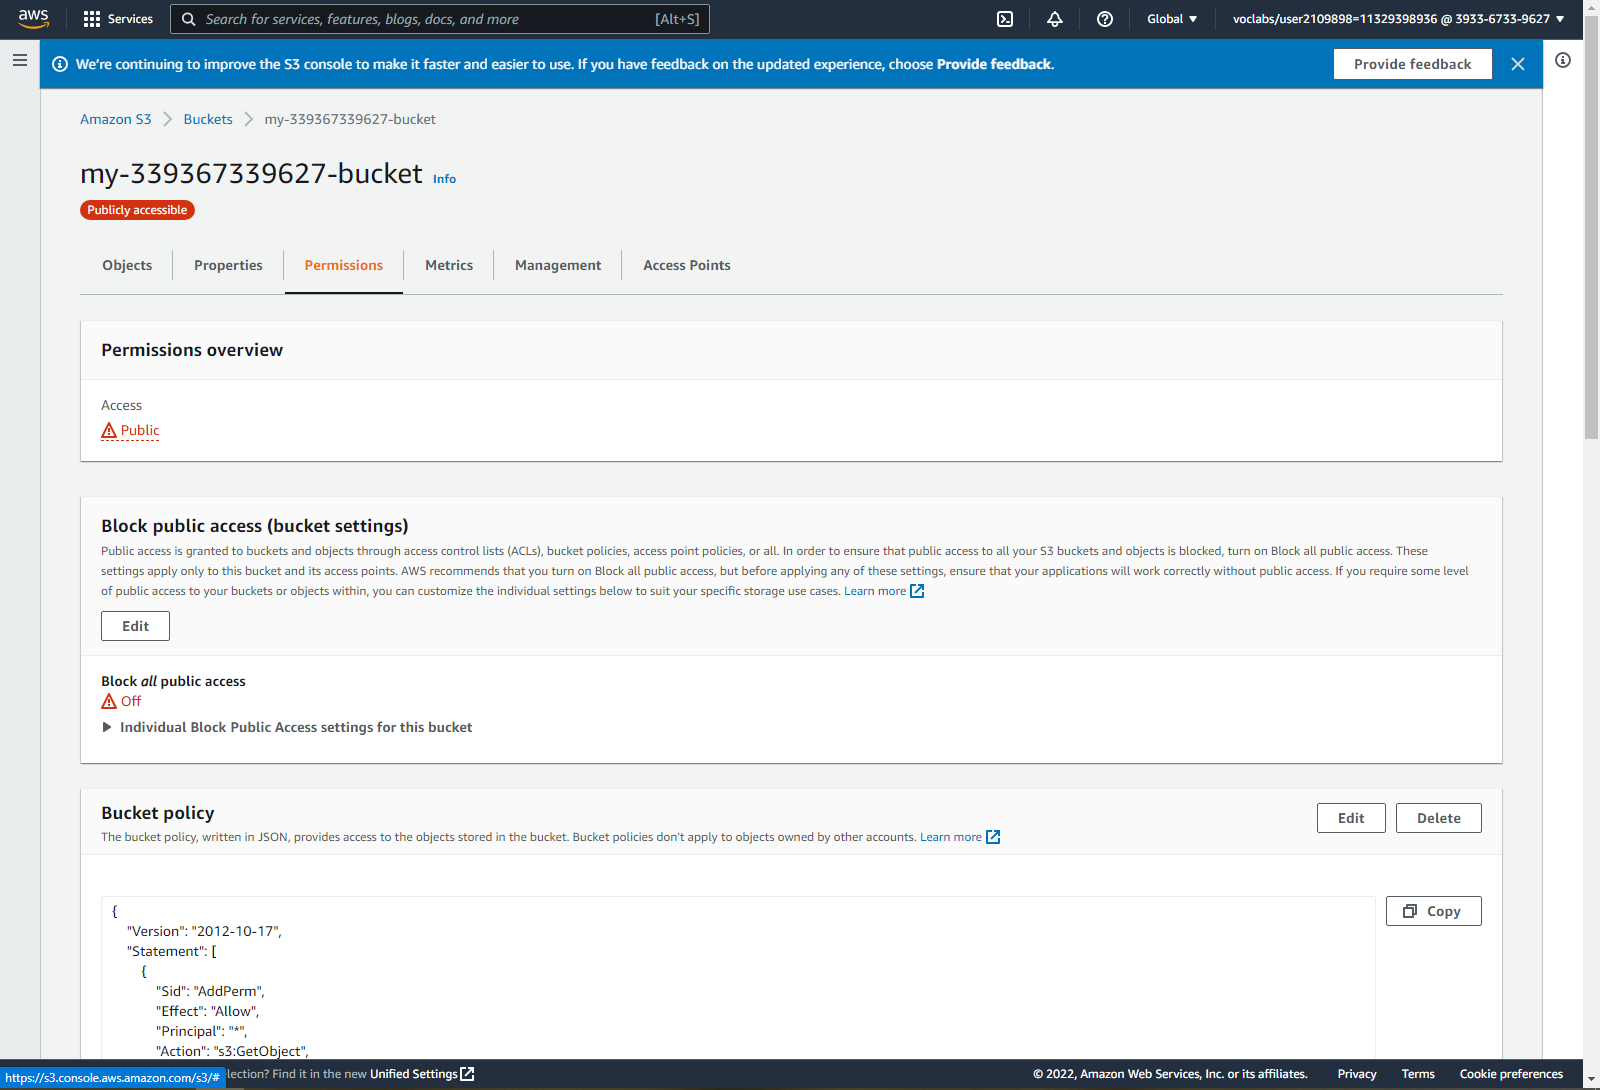 aws
Services
Search for services, features, blogs, docs, and more
[Alt+S]
Global ▼
voclabs/user2109898=11329398936 @ 3933-6733-9627 ▼
We're continuing to improve the S3 console to make it faster and easier to use. If you have feedback on the updated experience, choose Provide feedback.
Provide feedback
Amazon S3
Buckets
my-339367339627-bucket
my-339367339627-bucket
Info
Publicly accessible
Objects
Properties
Permissions
Metrics
Management
Access Points
Permissions overview
Access
Public
Block public access (bucket settings)
Public access is granted to buckets and objects through access control lists (ACLs), bucket policies, access point policies, or all. In order to ensure that public access to all your S3 buckets and objects is blocked, turn on Block all public access. These
settings apply only to this bucket and its access points. AWS recommends that you turn on Block all public access, but before applying any of these settings, ensure that your applications will work correctly without public access. If you require some level
of public access to your buckets or objects within, you can customize the individual settings below to suit your specific storage use cases. Learn more
Edit
Block all public access
Off
Individual Block Public Access settings for this bucket
Bucket policy
The bucket policy, written in JSON, provides access to the objects stored in the bucket. Bucket policies don't apply to objects owned by other accounts. Learn more
Edit
Delete
Copy
{
"Version": "2012-10-17",
"Statement": [
{
"Sid": "AddPerm",
"Effect": "Allow",
"Principal": "*",
"Action": "s3:GetObject",
https://s3.console.aws.amazon.com/s3/#
lection? Find it in the new Unified Settings
© 2022, Amazon Web Services, Inc. or its affiliates.
Privacy
Terms
Cookie preferences